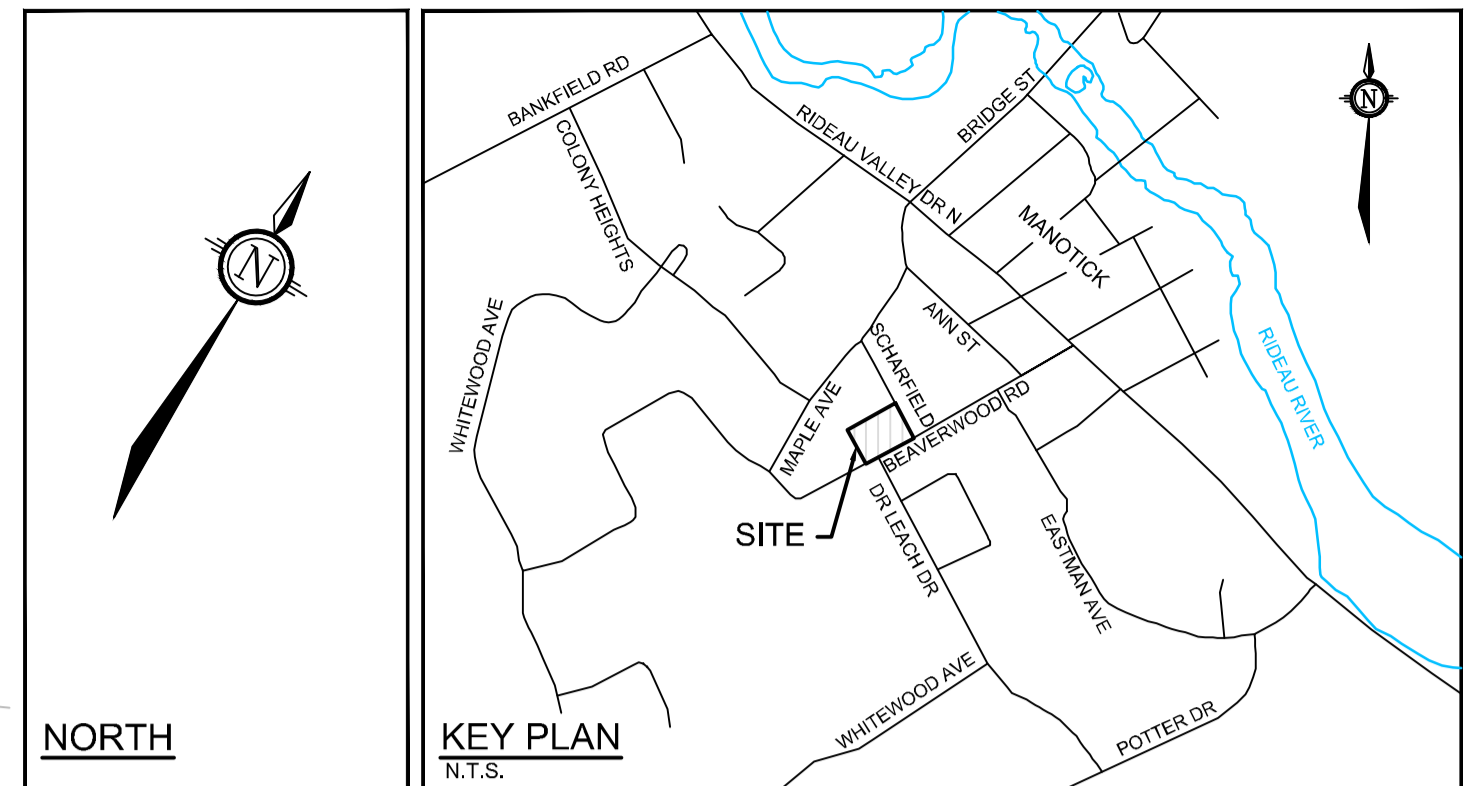 N
NORTH
BANKFIELD RD
COLONY HEIGHTS
RIDEAU VALLEY DR N
BRIDGE ST
N
MANOTICK
WHITEWOOD AVE
ANN ST
SCHARFIELD
MAPLE AVE
BEAVERWOOD RD
RIDEAU RIVER
SITE
DR LEACH DR
EASTMAN AVE
WHITEWOOD AVE
POTTER DR
KEY PLAN
N.T.S.